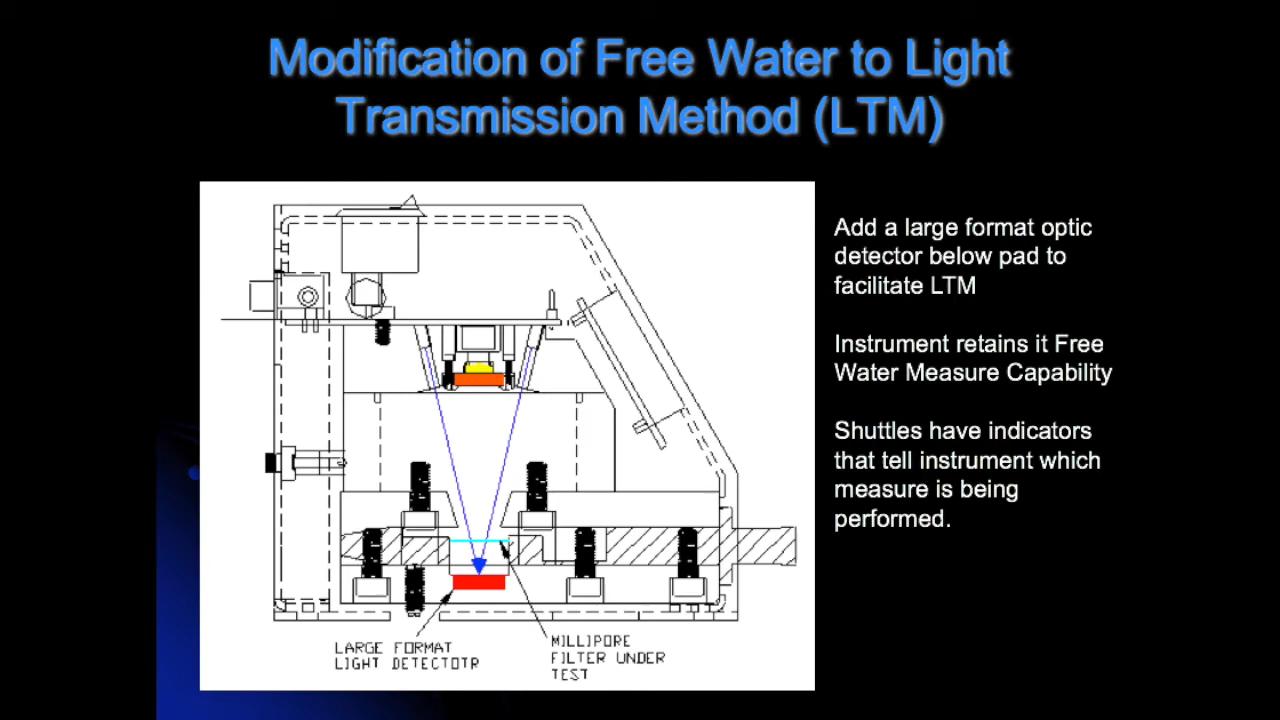 Modification of Free Water to Light
Transmission Method (LTM)
Add a large format optic
detector below pad to
facilitate LTM
Instrument retains it Free
Water Measure Capability
Shuttles have indicators
that tell instrument which
measure is being
performed.
LARGE FORMAT
LIGHT DETECTOTR
MILLIPORE
FILTER UNDER
TEST